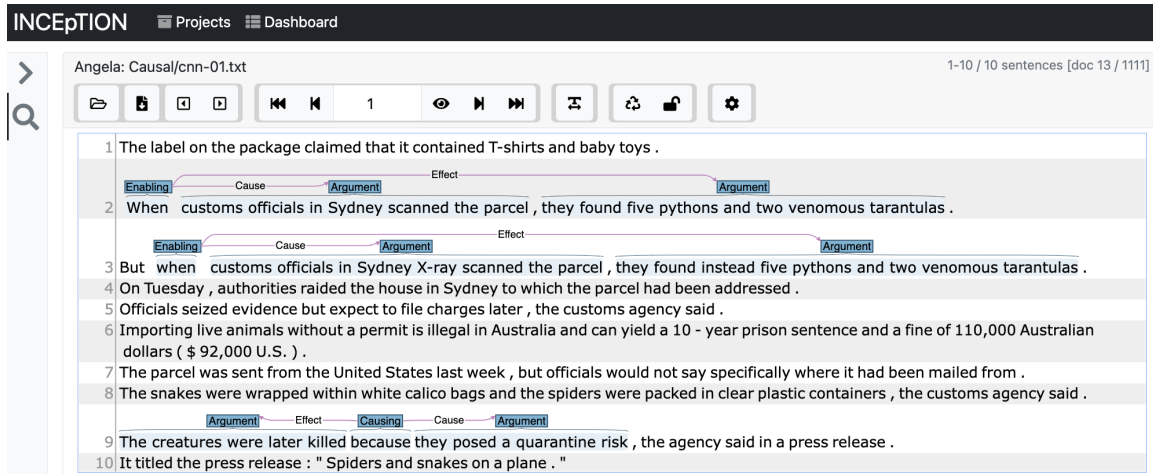 INCEpTION Projects Dashboard
Angela: Causal/cnn-01.txt 1-10 / 10 sentences [doc 13 / 1111]
1
1 The label on the package claimed that it contained T-shirts and baby toys .
Effect
Enabling Cause Argument Argument
2 When customs officials in Sydney scanned the parcel , they found five pythons and two venomous tarantulas .
Effect
Enabling Cause Argument Argument
3 But when customs officials in Sydney X-ray scanned the parcel , they found instead five pythons and two venomous tarantulas .
4 On Tuesday , authorities raided the house in Sydney to which the parcel had been addressed .
5 Officials seized evidence but expect to file charges later , the customs agency said .
6 Importing live animals without a permit is illegal in Australia and can yield a 10 - year prison sentence and a fine of 110,000 Australian
dollars ( $ 92,000 U.S. ) .
7 The parcel was sent from the United States last week , but officials would not say specifically where it had been mailed from .
8 The snakes were wrapped within white calico bags and the spiders were packed in clear plastic containers , the customs agency said .
Argument Effect Causing Cause Argument
9 The creatures were later killed because they posed a quarantine risk , the agency said in a press release .
10 It titled the press release : " Spiders and snakes on a plane . "